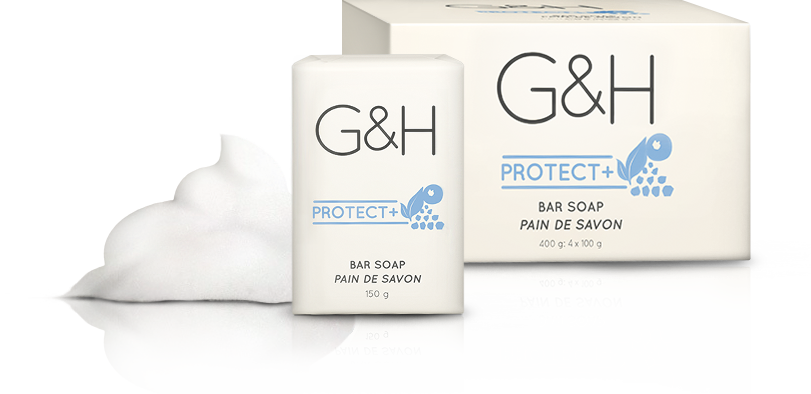 G&H
PROTECT+
BAR SOAP
PAIN DE SAVON
150 g
G&H
G&H
PROTECT+
BAR SOAP
PAIN DE SAVON
400 g: 4 x 100 g